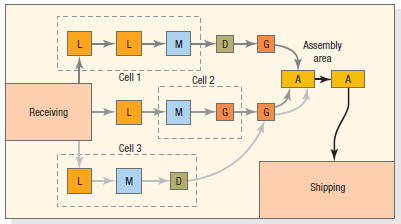 L L M D G Assembly
area
Cell 1 Cell 2 A A
Receiving L M G G
Cell 3
L M D Shipping